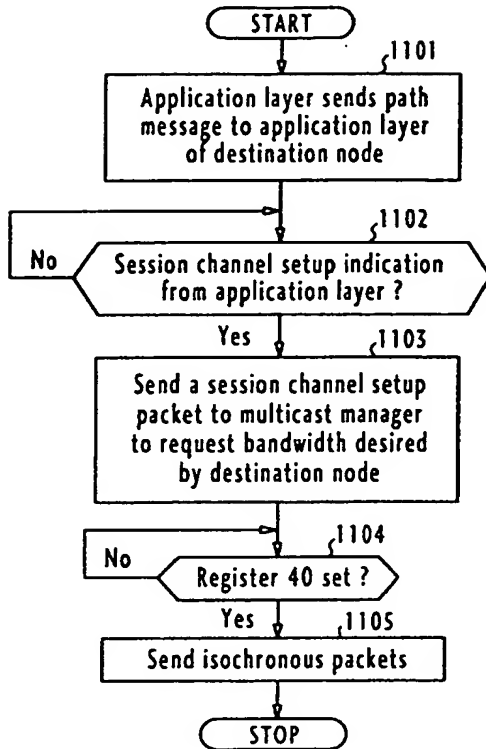 START
1101
Application layer sends path
message to application layer
of destination node
1102
No
Session channel setup indication
from application layer ?
Yes
1103
Send a session channel setup
packet to multicast manager
to request bandwidth desired
by destination node
1104
No
Register 40 set ?
Yes
1105
Send isochronous packets
STOP